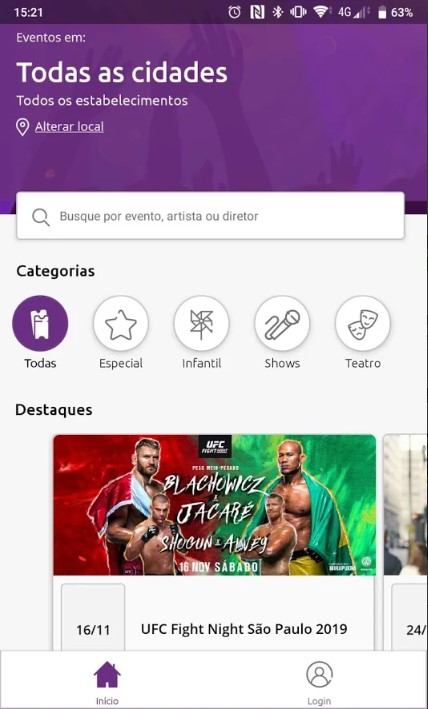 15:21
4G
63%
Eventos em:
Todas as cidades
Todos os estabelecimentos
Alterar local
Busque por evento, artista ou diretor
Categorias
Todas
Especial
Infantil
Shows
Teatro
Destaques
UFC
FIGHT NIGHT
PESO MEIO-PESADO
BLACHOWICZ
X
JACARÉ
SHOGUN X ALVEY
16 NOV SÁBADO
IBIRAPUERA
16/11
UFC Fight Night São Paulo 2019
24/
Início
Login